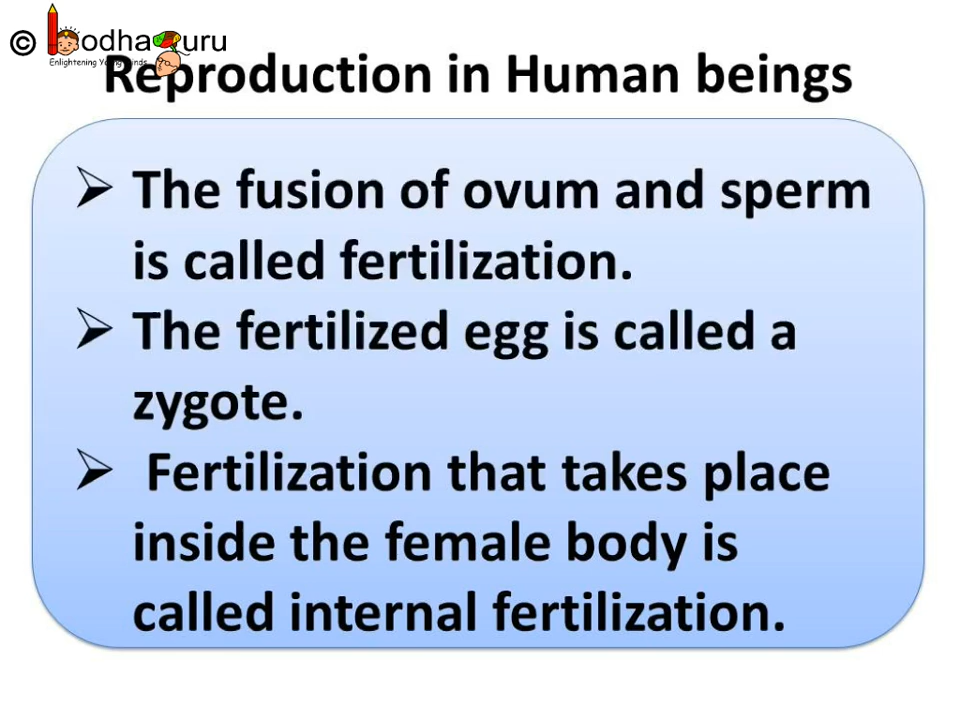 © BodhaGuru
Enlightening Young Minds
Reproduction in Human beings
➢ The fusion of ovum and sperm
is called fertilization.
➢ The fertilized egg is called a
zygote.
➢ Fertilization that takes place
inside the female body is
called internal fertilization.